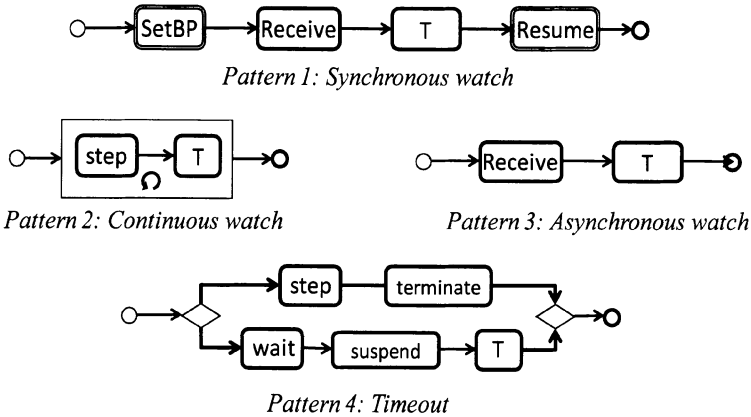 SetBP Receive T Resume
Pattern 1: Synchronous watch
step T
Pattern 2: Continuous watch
Receive T
Pattern 3: Asynchronous watch
step terminate
wait suspend T
Pattern 4: Timeout